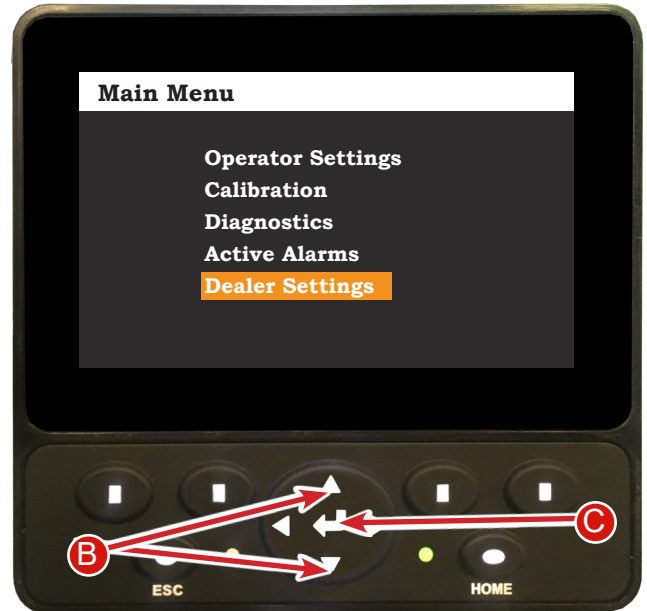 Main Menu
Operator Settings
Calibration
Diagnostics
Active Alarms
Dealer Settings
B
C
ESC
HOME